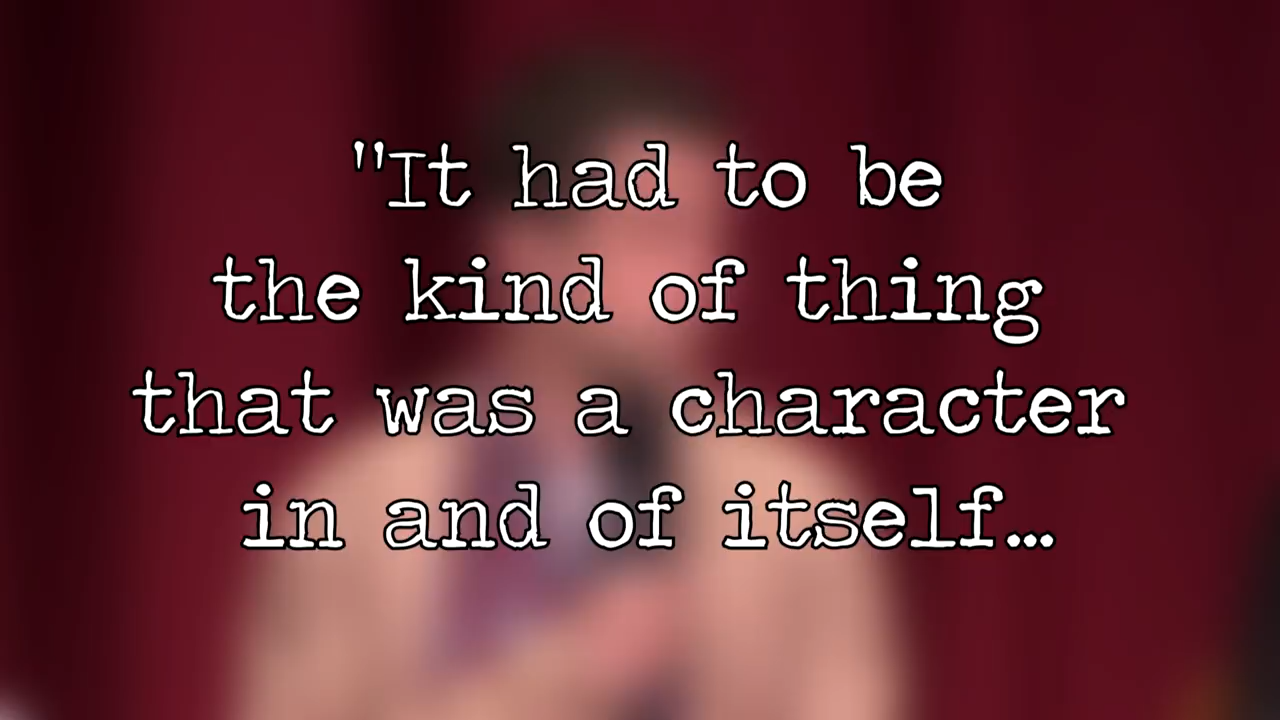 "It had to be
the kind of thing
that was a character
in and of itself…